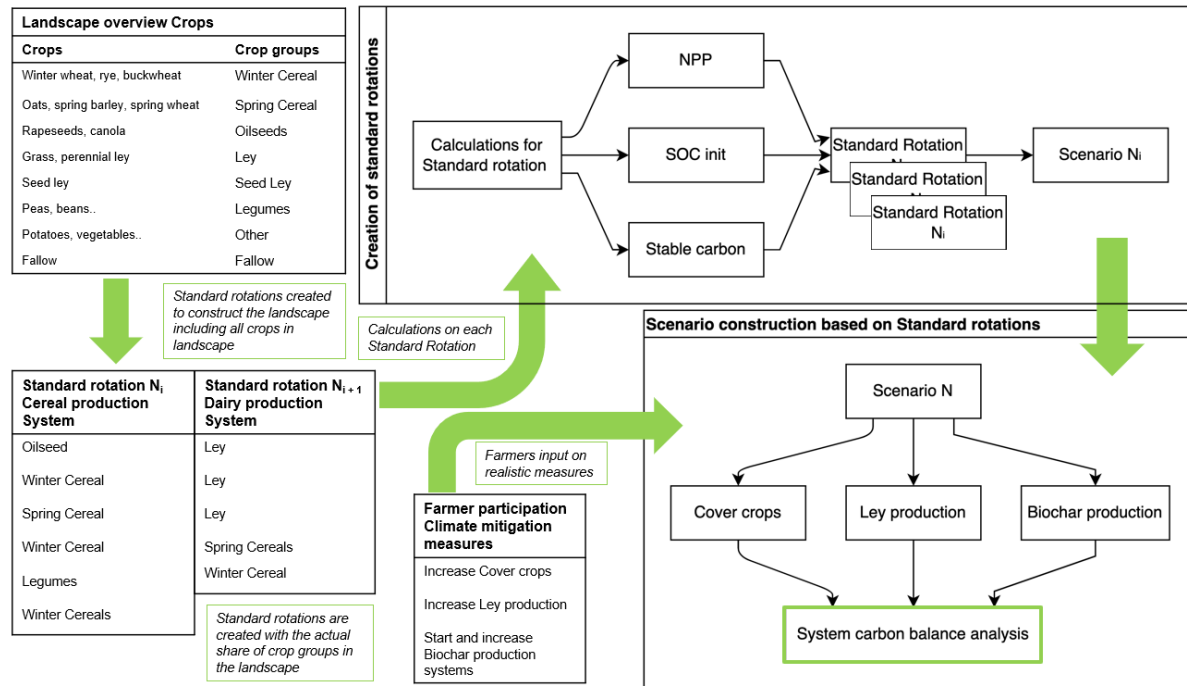 Landscape overview Crops
Crops Crop groups
Winter wheat, rye, buckwheat Winter Cereal
Oats, spring barley, spring wheat Spring Cereal
Rapeseeds, canola Oilseeds
Grass, perennial ley Ley
Seed ley Seed Ley
Peas, beans.. Legumes
Potatoes, vegetables.. Other
Fallow Fallow
Standard rotations created
to construct the landscape
including all crops in
landscape
Creation of standard rotations
Calculations for
Standard rotation
NPP
SOC init
Stable carbon
Standard Rotation
Standard Rotation
Standard Rotation
Ni
Scenario Ni
Calculations on each
Standard Rotation
Standard rotation Ni
Cereal production
System
Oilseed
Winter Cereal
Spring Cereal
Winter Cereal
Legumes
Winter Cereals
Standard rotation Ni + 1
Dairy production
System
Ley
Ley
Ley
Spring Cereals
Winter Cereal
Standard rotations are
created with the actual
share of crop groups in
the landscape
Farmers input on
realistic measures
Farmer participation
Climate mitigation
measures
Increase Cover crops
Increase Ley production
Start and increase
Biochar production
systems
Scenario construction based on Standard rotations
Scenario N
Cover crops
Ley production
Biochar production
System carbon balance analysis